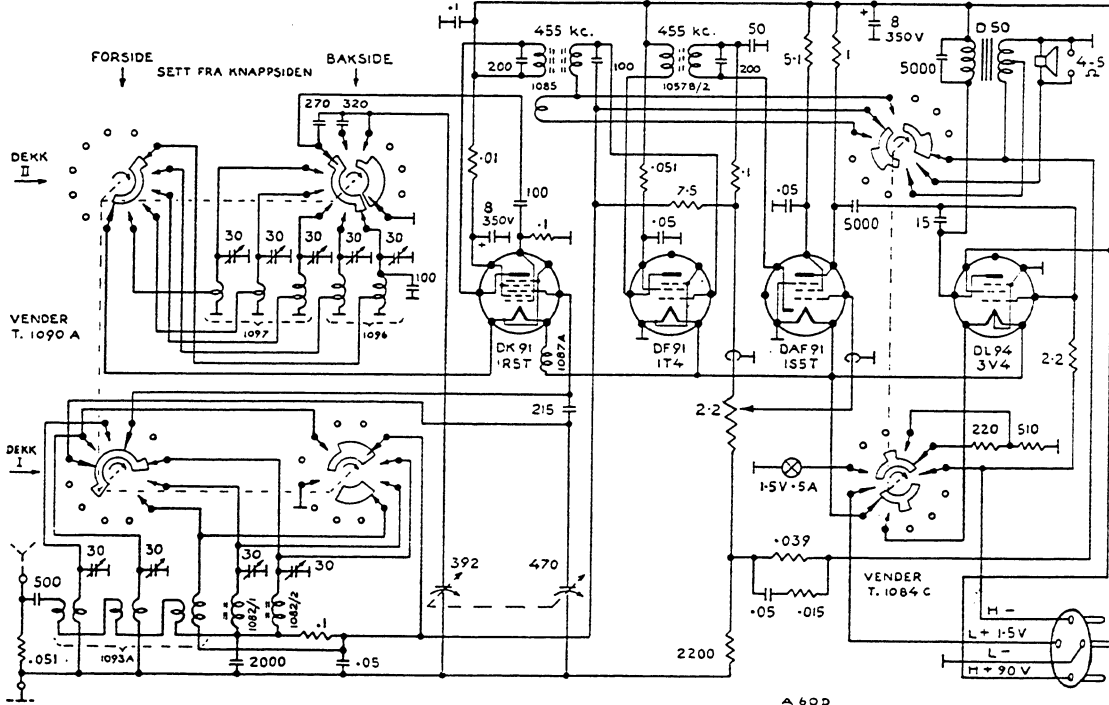 .1
455 kc.
455 kc.
50
8
350V
D50
FORSIDE
SETT FRA KNAPPSIDEN
BAKSIDE
200
1085
100
1057B/2
200
5·1
1
5000
4-5
Ω
270
320
DEKK
II
.01
.051
.1
100
7·5
.05
8
350V
.1
.05
5000
15
30
30
30
30
30
100
VENDER
T. 1090 A
1097
1096
DK91
1R5T
1087A
DF91
1T4
DAF91
1S5T
DL94
3V4
2·2
215
2·2
220
510
DEKK
I
1·5V ·5A
30
30
30
30
392
470
.039
500
1082/1
1082/2
VENDER
T. 1084C
.05
.015
H -
.1
L + 1·5V
1093A
L -
.051
2000
.05
2200
H + 90V
A 60D